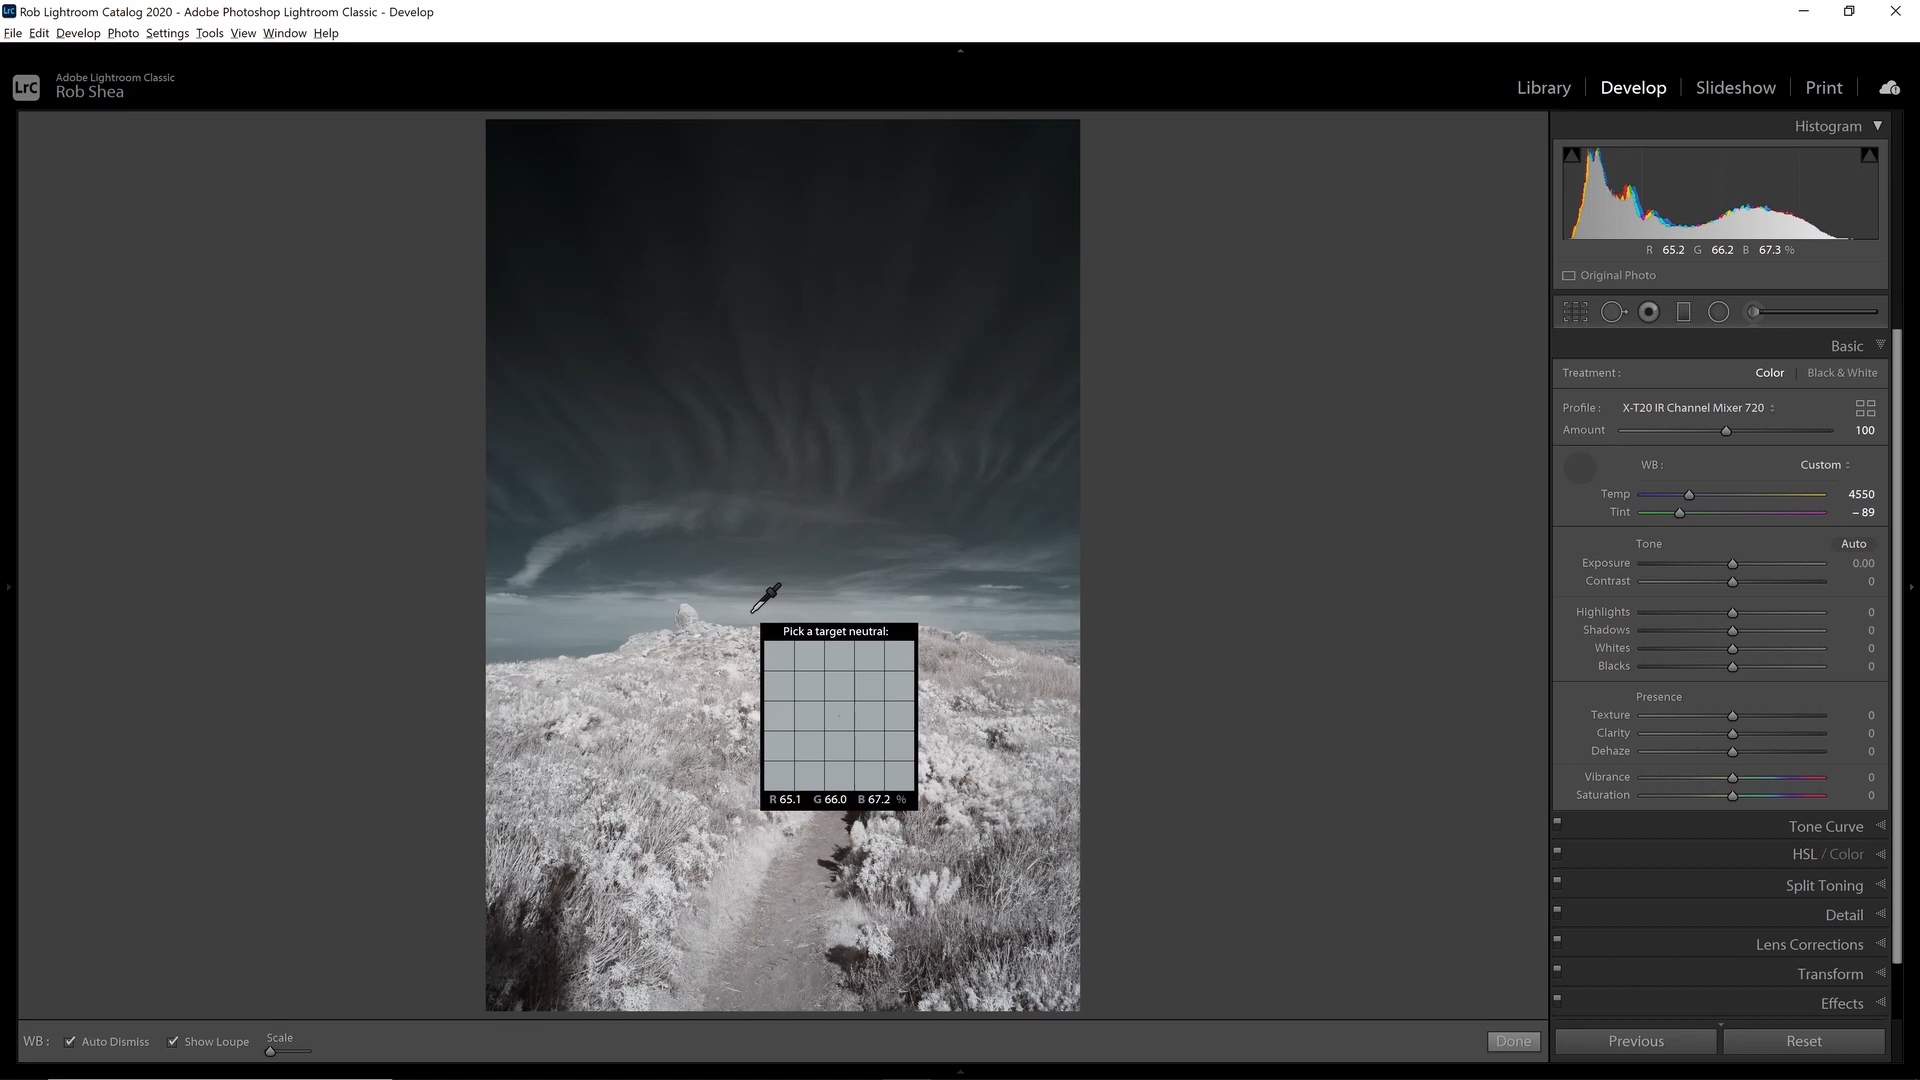 Rob Lightroom Catalog 2020 - Adobe Photoshop Lightroom Classic - Develop
File Edit Develop Photo Settings Tools View Window Help
LrC
Adobe Lightroom Classic
Rob Shea
Library Develop Slideshow Print
Histogram
R 65.2 G 66.2 B 67.3 %
Original Photo
Basic
Treatment : Color Black & White
Profile : X-T20 IR Channel Mixer 720
Amount 100
WB : Custom
Temp 4550
Tint – 89
Tone Auto
Exposure 0.00
Contrast 0
Highlights 0
Shadows 0
Whites 0
Blacks 0
Presence
Texture 0
Clarity 0
Dehaze 0
Vibrance 0
Saturation 0
Tone Curve
HSL / Color
Split Toning
Detail
Lens Corrections
Transform
Effects
Pick a target neutral:
R 65.1 G 66.0 B 67.2 %
WB : Auto Dismiss Show Loupe Scale
Done
Previous Reset